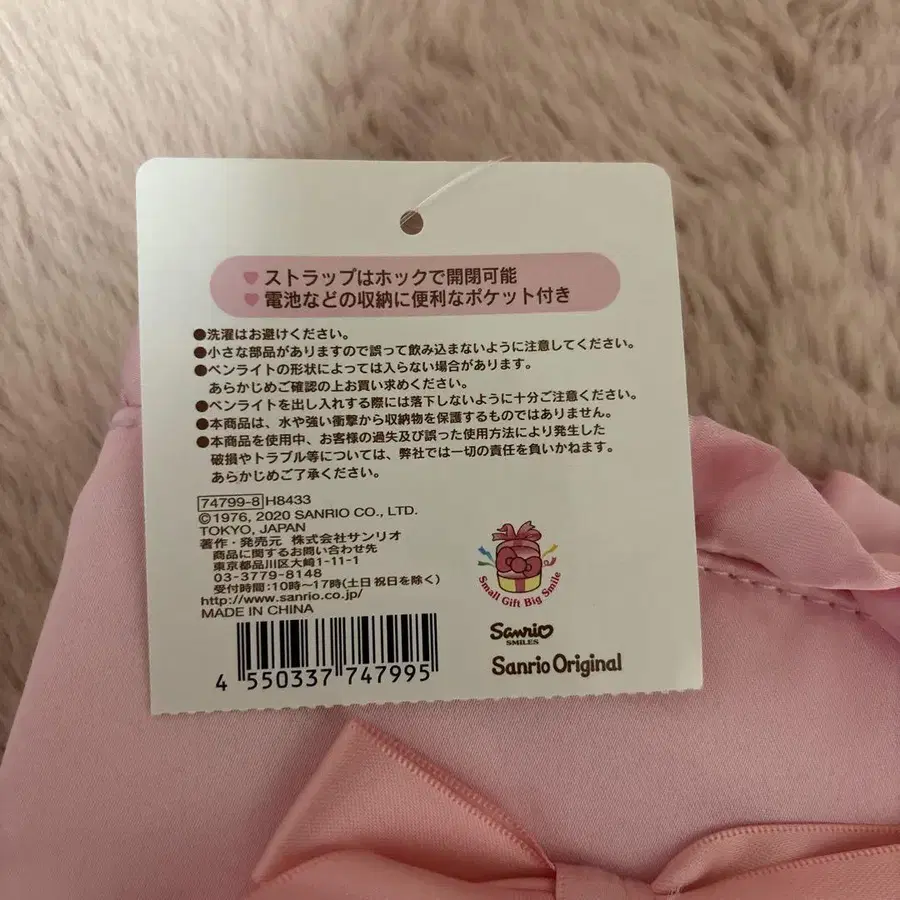 ストラップはホックで開閉可能
電池などの収納に便利なポケット付き
●洗濯はお避けください。
●小さな部品がありますので誤って飲み込まないように注意してください。
●ペンライトの形状によっては入らない場合があります。
あらかじめご確認の上お買い求めください。
●ペンライトを出し入れする際には落下しないように十分ご注意ください。
●本商品は、水や強い衝撃から収納物を保護するものではありません。
●本商品を使用中、お客様の過失及び誤った使用方法により発生した
破損やトラブル等については、弊社では一切の責任を負いかねます。
あらかじめご了承ください。
74799-8 H8433
©1976, 2020 SANRIO CO., LTD.
TOKYO, JAPAN
著作・発売元 株式会社サンリオ
商品に関するお問い合わせ先
東京都品川区大崎1-11-1
03-3779-8148
受付時間:10時〜17時(土日祝日を除く)
http://www.sanrio.co.jp/
MADE IN CHINA
4 550337 747995
Small Gift Big Smile
Sanrio
SMILES
Sanrio Original